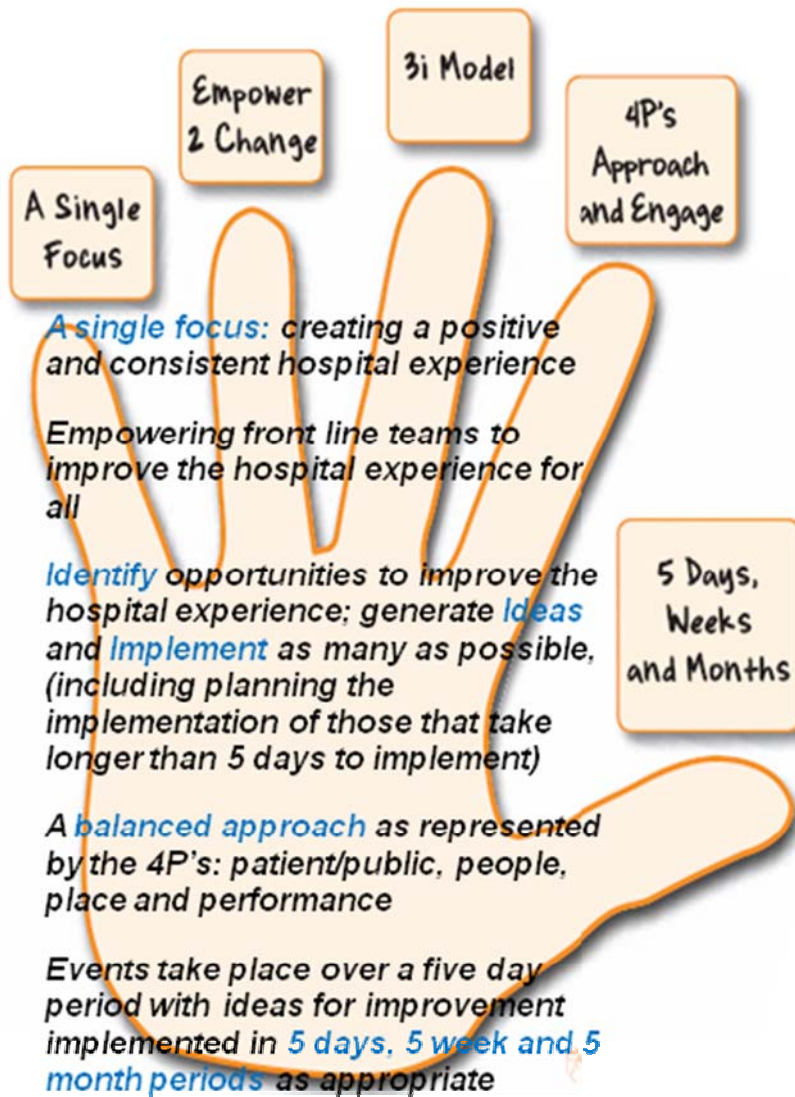 3i Model
Empower
2 Change
4P's
Approach
and Engage
A Single
Focus
A single focus: creating a positive
and consistent hospital experience
Empowering front line teams to
improve the hospital experience for
all
Identify opportunities to improve the
hospital experience; generate Ideas
and Implement as many as possible,
(including planning the
implementation of those that take
longer than 5 days to implement)
5 Days,
Weeks
and Months
A balanced approach as represented
by the 4P's: patient/public, people,
place and performance
Events take place over a five day
period with ideas for improvement
implemented in 5 days, 5 week and 5
month periods as appropriate